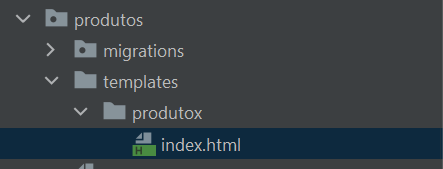 produtos
migrations
templates
produtox
index.html